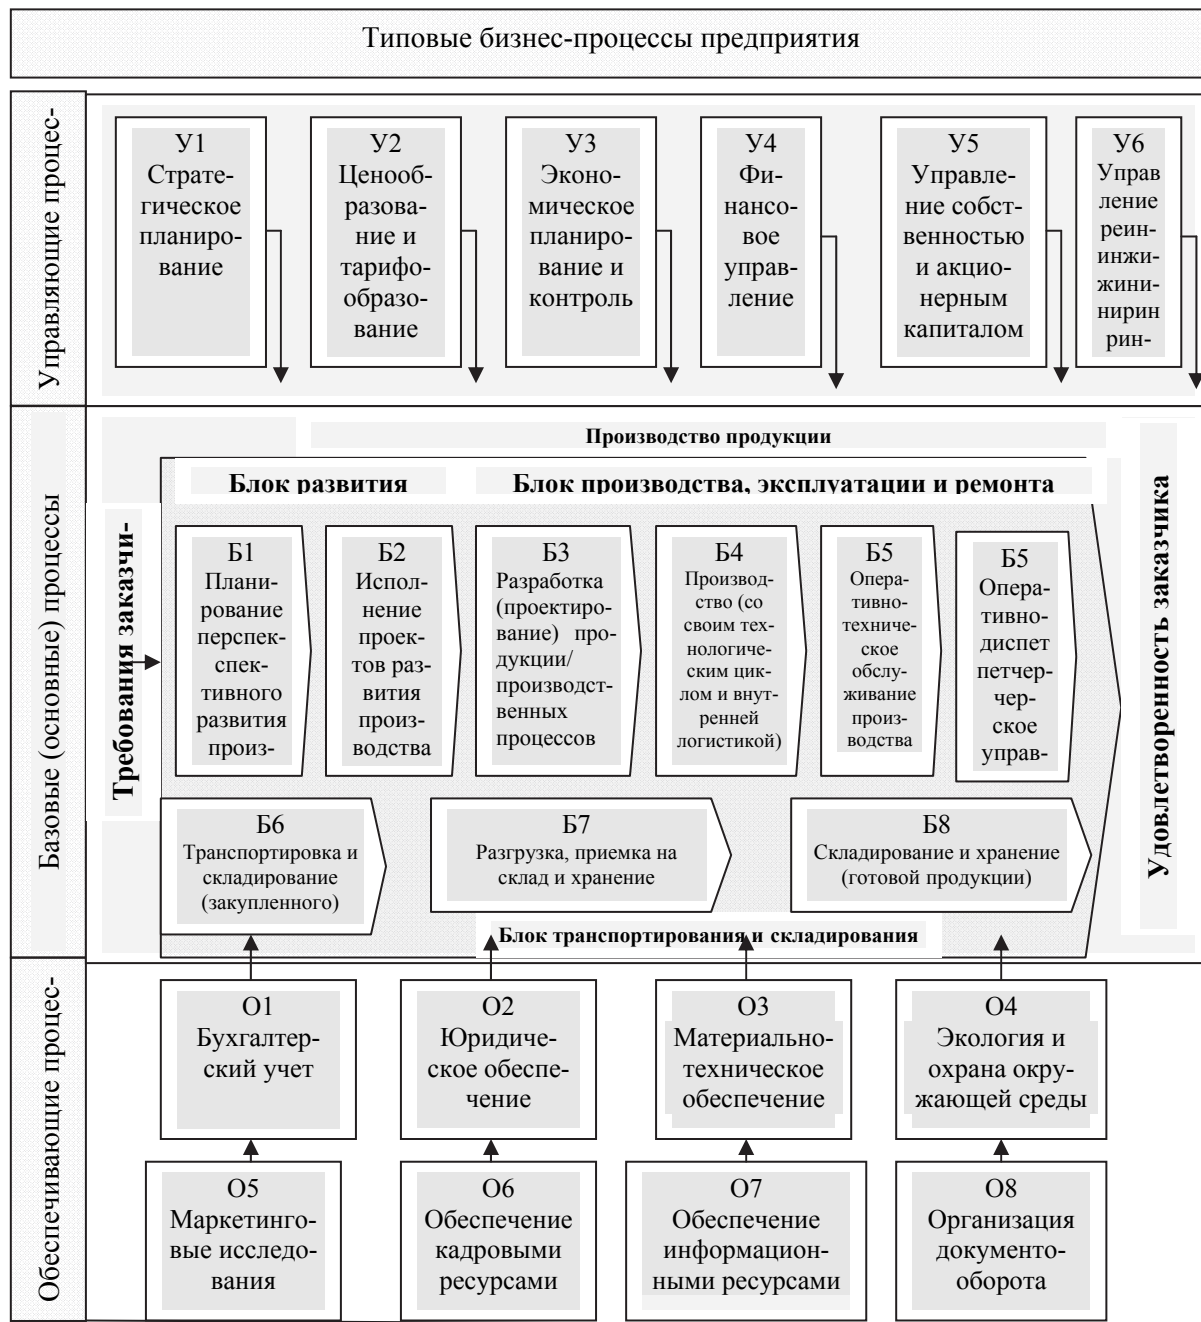 Типовые бизнес-процессы предприятия
Управляющие процес-
У1
Страте-
гическое
планиро-
вание
У2
Ценооб-
разова-
ние и
тарифо-
образо-
вание
У3
Эконо-
мическое
планиро-
вание и
контроль
У4
Фи-
нансо-
вое
управ-
ление
У5
Управле-
ние собст-
венностью
и акцио-
нерным
капиталом
У6
Управ
ление
реин-
инжи-
жини-
нирин
рин-
Базовые (основные) процессы
Требования заказчи-
Производство продукции
Блок развития
Блок производства, эксплуатации и ремонта
Б1
Плани-
рование
перспек-
спек-
тивного
развития
произ-
Б2
Испол-
нение
проек-
тов раз-
вития
произ-
водства
Б3
Разработка
(проектиро-
вание) про-
дукции/
производст-
венных
процессов
Б4
Производ-
ство (со
своим тех-
нологиче-
ским цик-
лом и внут-
ренней
логистикой)
Б5
Опера-
тивно-
техниче-
ское
обслу-
живание
произ-
водства
Б5
Опера-
тивно-
диспет
петчер-
чер-
ское
управ-
Удовлетворенность заказчика
Б6
Транспортировка и
складирование
(закупленного)
Б7
Разгрузка, приемка на
склад и хранение
Б8
Складирование и хранение
(готовой продукции)
Блок транспортирования и складирования
Обеспечивающие процес-
О1
Бухгалтер-
ский учет
О2
Юридиче-
ское обеспе-
чение
О3
Материально-
техническое
обеспечение
О4
Экология и
охрана окру-
жающей среды
О5
Маркетинго-
вые исследо-
вания
О6
Обеспечение
кадровыми
ресурсами
О7
Обеспечение
информацион-
ными ресурсами
О8
Организация
документо-
оборота